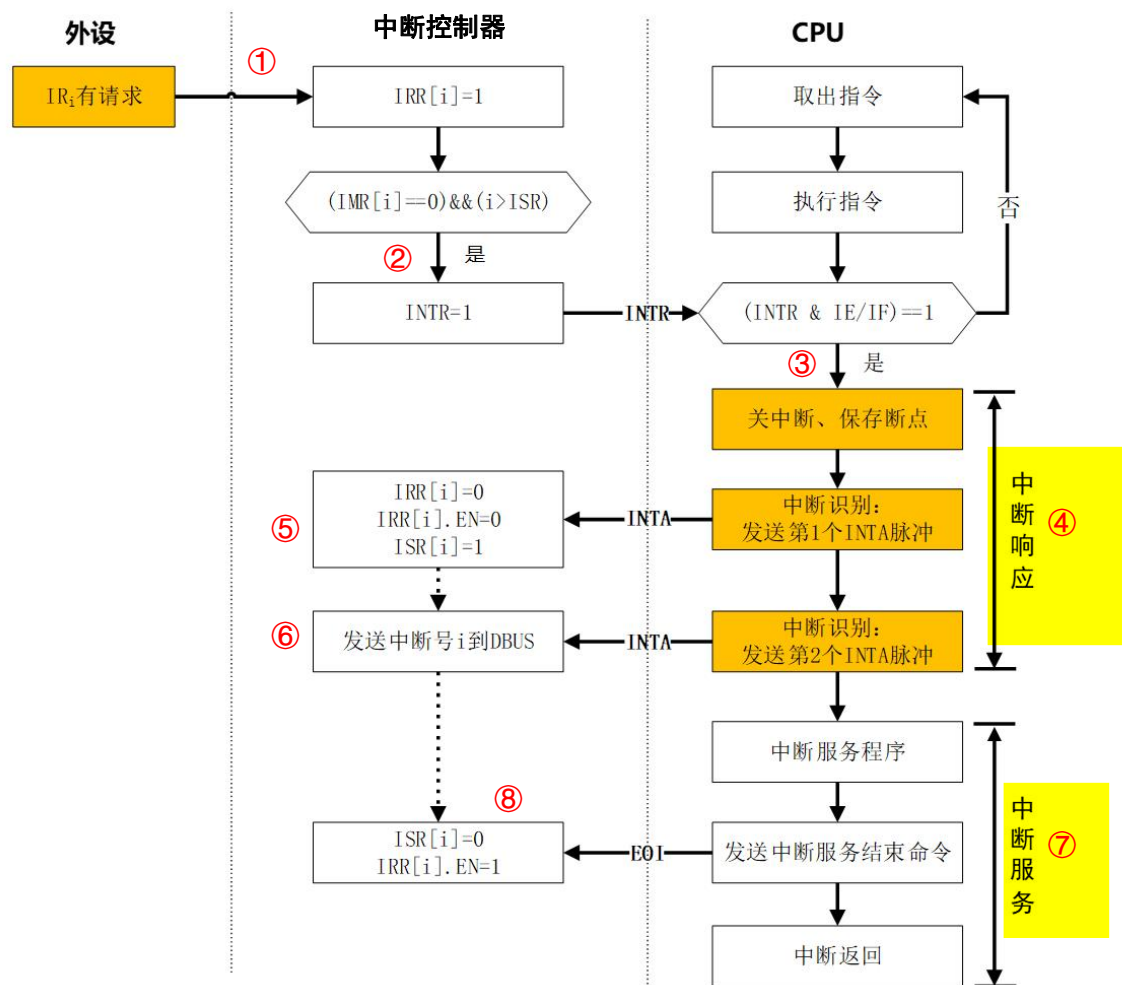 外设
中断控制器
CPU
①
IRi有请求
IRR[i]=1
取出指令
(IMR[i]==0)&&(i>ISR)
执行指令
否
②
是
INTR=1
INTR
(INTR & IE/IF)==1
③
是
关中断、保存断点
中断响应
④
⑤
IRR[i]=0
IRR[i].EN=0
ISR[i]=1
INTA
中断识别：
发送第1个INTA脉冲
⑥
发送中断号i到DBUS
INTA
中断识别：
发送第2个INTA脉冲
中断服务程序
⑧
中断服务
⑦
ISR[i]=0
IRR[i].EN=1
EOI
发送中断服务结束命令
中断返回